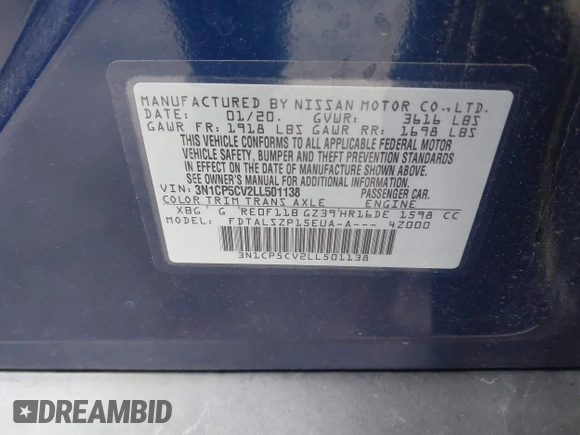 MANUFACTURED BY NISSAN MOTOR CO.,LTD.
DATE: 01/20. GVWR: 3616 LBS
GAWR FR: 1918 LBS GAWR RR: 1698 LBS
THIS VEHICLE CONFORMS TO ALL APPLICABLE FEDERAL MOTOR
VEHICLE SAFETY, BUMPER AND THEFT PREVENTION STANDARDS
IN EFFECT ON THE DATE OF MANUFACTURE SHOWN ABOVE.
SEE OWNERS MANUAL FOR ADDITIONAL INFORMATION.
VIN: 3N1CP5CV2LL501138 PASSENGER CAR.
COLOR TRIM TRANS AXLE ENGINE
XBG G RE0F11B GZ39 HR16DE 1598 CC
MODEL: FDTALSZP15EUA-A--- 4Z000
3N1CP5CV2LL501138
DREAMBID